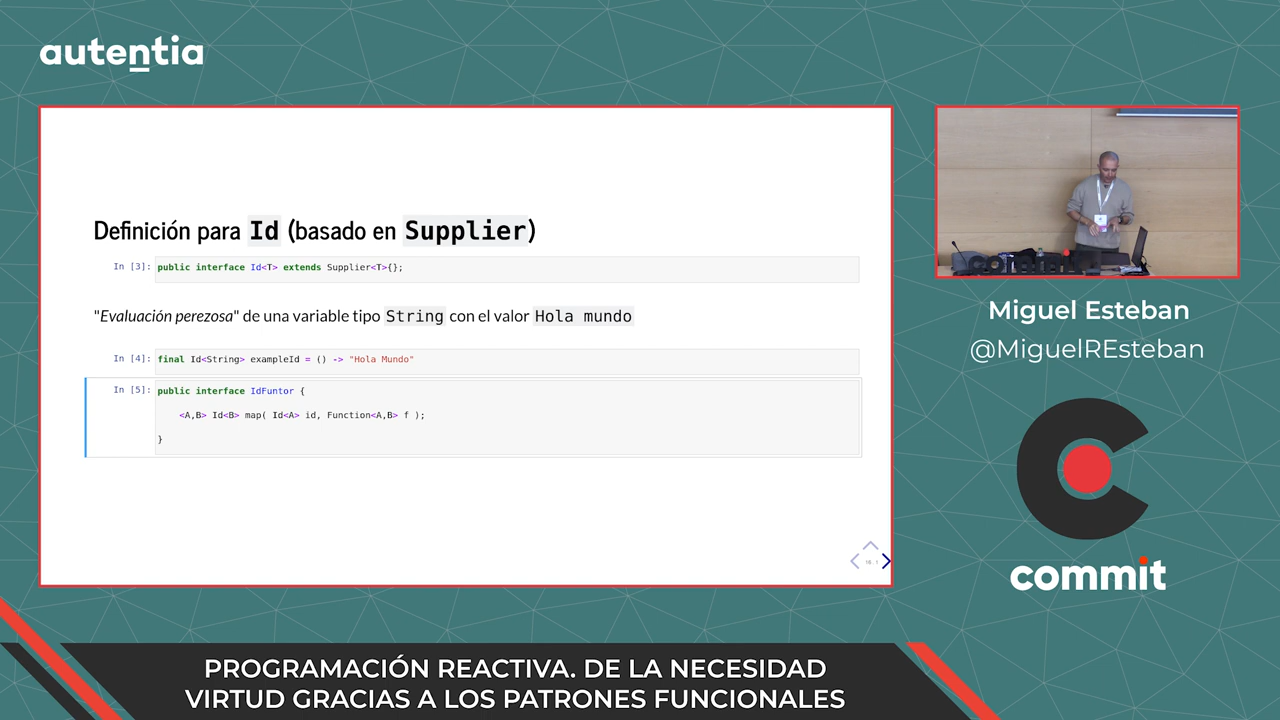 autentia
Definición para Id (basado en Supplier)
In [3]: public interface Id<T> extends Supplier<T>{};
"Evaluación perezosa" de una variable tipo String con el valor Hola mundo
In [4]: final Id<String> exampleId = () -> "Hola Mundo"
In [5]: public interface IdFuntor {
<A,B> Id<B> map( Id<A> id, Function<A,B> f );
}
Miguel Esteban
@MiguelREsteban
commit
PROGRAMACIÓN REACTIVA. DE LA NECESIDAD
VIRTUD GRACIAS A LOS PATRONES FUNCIONALES